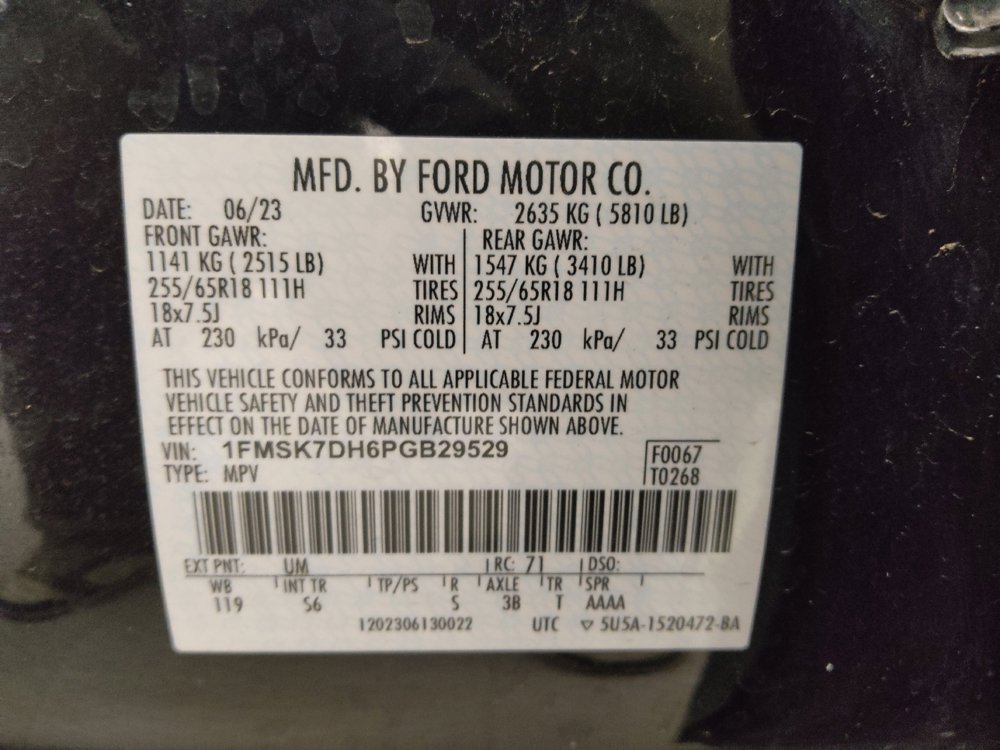 MFD. BY FORD MOTOR CO.
DATE: 06/23 GVWR: 2635 KG ( 5810 LB)
FRONT GAWR: REAR GAWR:
1141 KG ( 2515 LB) WITH 1547 KG ( 3410 LB) WITH
255/65R18 111H TIRES 255/65R18 111H TIRES
18x7.5J RIMS 18x7.5J RIMS
AT 230 kPa/ 33 PSI COLD AT 230 kPa/ 33 PSI COLD
THIS VEHICLE CONFORMS TO ALL APPLICABLE FEDERAL MOTOR
VEHICLE SAFETY AND THEFT PREVENTION STANDARDS IN
EFFECT ON THE DATE OF MANUFACTURE SHOWN ABOVE.
VIN: 1FMSK7DH6PGB29529 F0067
TYPE: MPV T0268
EXT PNT: UM RC: 71 DSO:
WB INT TR TP/PS R AXLE TR SPR
119 S6 S 3B T AAAA
1202306130022 UTC ▽ 5U5A-1520472-BA